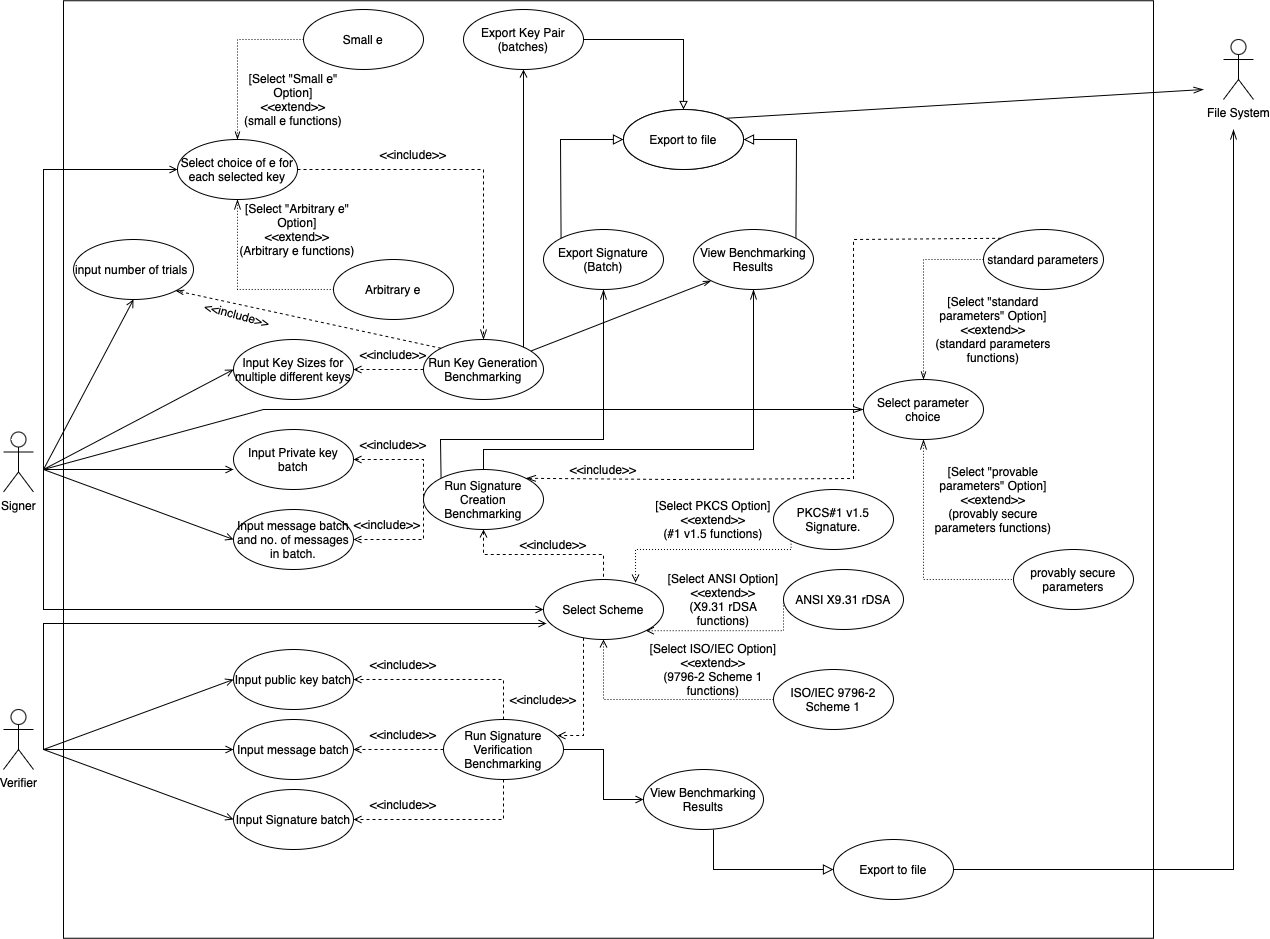 Small e
Export Key Pair
(batches)
[Select "Small e"
Option]
<<extend>>
(small e functions)
File System
Export to file
Select choice of e for
each selected key
<<include>>
[Select "Arbitrary e"
Option]
<<extend>>
(Arbitrary e functions)
input number of trials
Arbitrary e
Export Signature
(Batch)
View Benchmarking
Results
standard parameters
<<include>>
[Select "standard
parameters" Option]
<<extend>>
(standard parameters
functions)
Input Key Sizes for
multiple different keys
<<include>>
Run Key Generation
Benchmarking
Select parameter
choice
Input Private key
batch
<<include>>
Signer
Run Signature
Creation
Benchmarking
<<include>>
[Select "provable
parameters" Option]
<<extend>>
(provably secure
parameters functions)
Input message batch
and no. of messages
in batch.
<<include>>
[Select PKCS Option]
<<extend>>
(#1 v1.5 functions)
PKCS#1 v1.5
Signature.
<<include>>
provably secure
parameters
Select Scheme
[Select ANSI Option]
<<extend>>
(X9.31 rDSA
functions)
ANSI X9.31 rDSA
[Select ISO/IEC Option]
<<extend>>
(9796-2 Scheme 1
functions)
ISO/IEC 9796-2
Scheme 1
Input public key batch
<<include>>
<<include>>
Verifier
Input message batch
<<include>>
Run Signature
Verification
Benchmarking
Input Signature batch
<<include>>
View Benchmarking
Results
Export to file